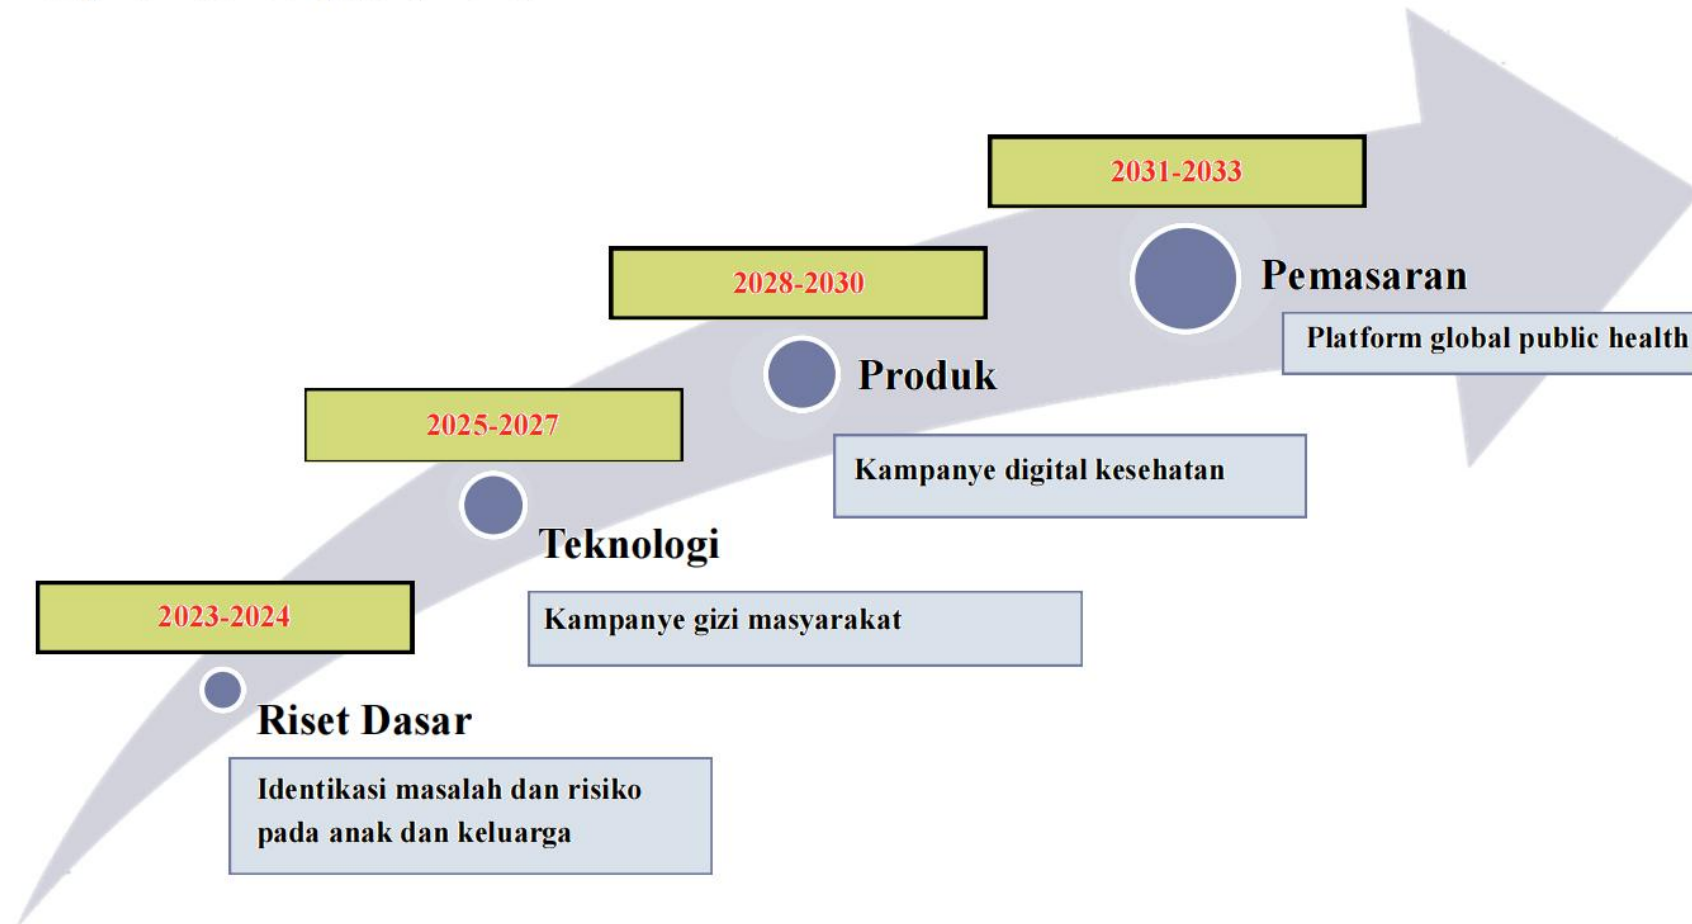 2031-2033
Pemasaran
Platform global public health
2028-2030
Produk
Kampanye digital kesehatan
2025-2027
Teknologi
Kampanye gizi masyarakat
2023-2024
Riset Dasar
Identikasi masalah dan risiko
pada anak dan keluarga